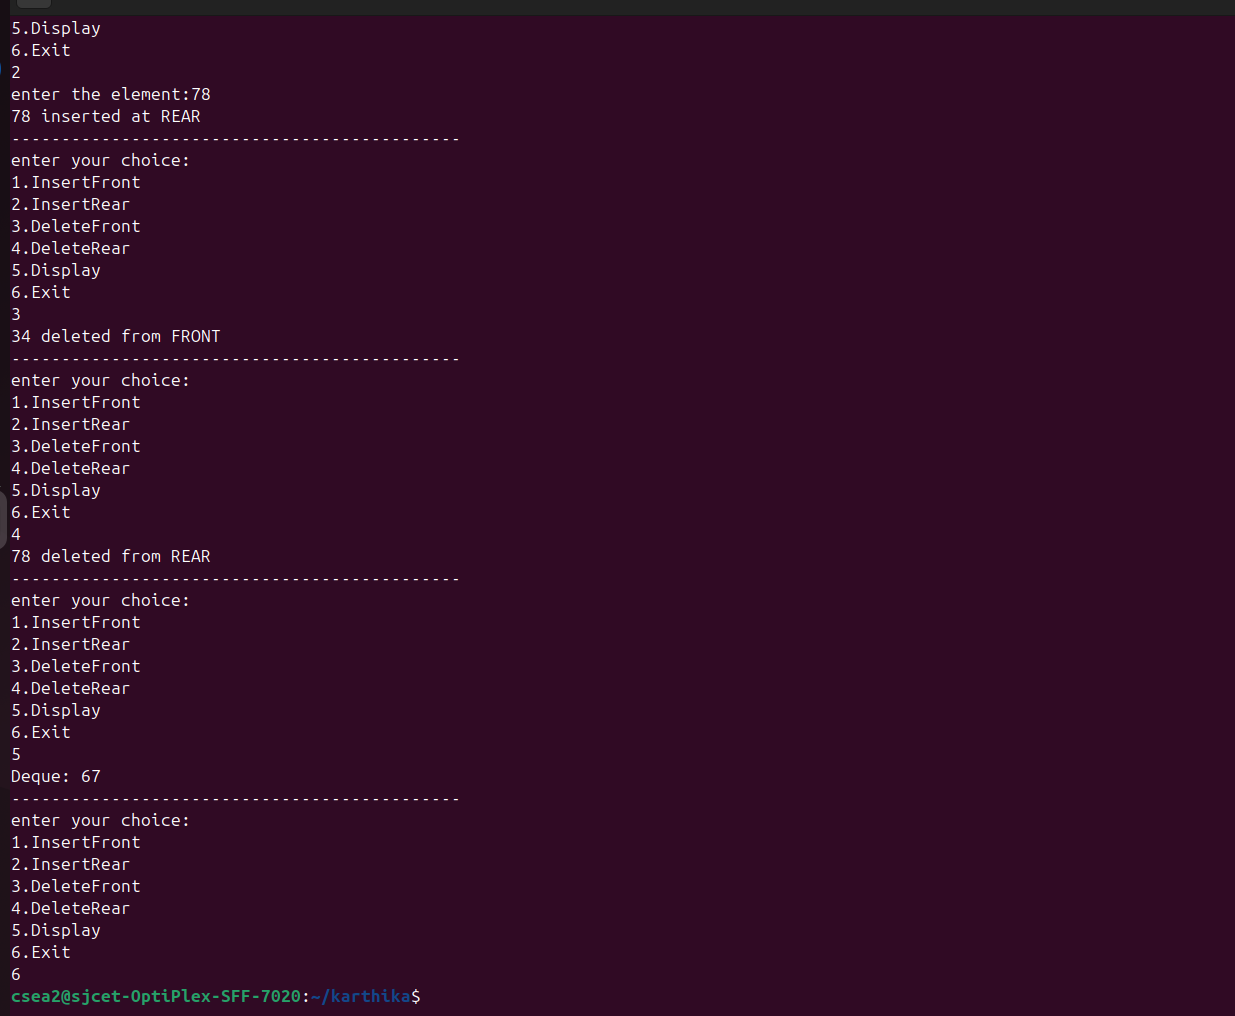 5.Display
6.Exit
2
enter the element:78
78 inserted at REAR
---------------------------------------------
enter your choice:
1.InsertFront
2.InsertRear
3.DeleteFront
4.DeleteRear
5.Display
6.Exit
3
34 deleted from FRONT
---------------------------------------------
enter your choice:
1.InsertFront
2.InsertRear
3.DeleteFront
4.DeleteRear
5.Display
6.Exit
4
78 deleted from REAR
---------------------------------------------
enter your choice:
1.InsertFront
2.InsertRear
3.DeleteFront
4.DeleteRear
5.Display
6.Exit
5
Deque: 67
---------------------------------------------
enter your choice:
1.InsertFront
2.InsertRear
3.DeleteFront
4.DeleteRear
5.Display
6.Exit
6
csea2@sjcet-OptiPlex-SFF-7020:~/karthika$